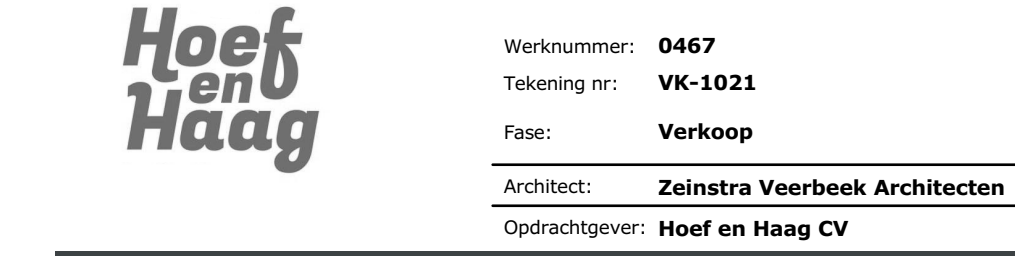 Hoef
en
Haag
Werknummer: 0467
Tekening nr: VK-1021
Fase: Verkoop
Architect: Zeinstra Veerbeek Architecten
Opdrachtgever: Hoef en Haag CV